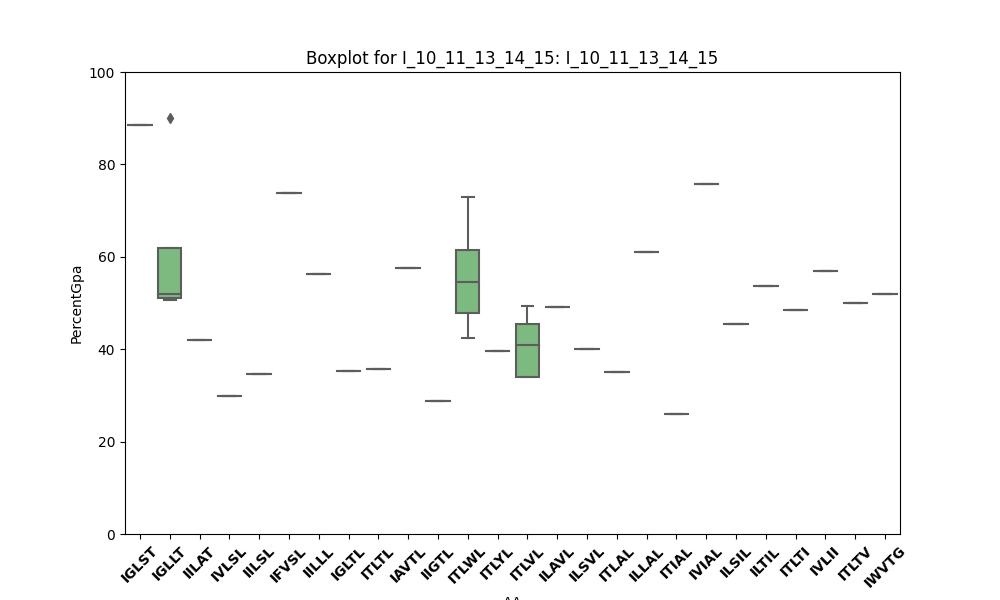 Boxplot for I_10_11_13_14_15: I_10_11_13_14_15
PercentGpa
100
80
60
40
20
0
IGLST IGLLT IILAT IVLSL IILSL IFVSL IILLL IGLTL ITLTL IAVTL IIGTL ITLWL ITLYL ITLVL ILAVL ILSVL ITLAL ILLAL ITIAL IVIAL ILSIL ILTIL ITLTI IVLII ITLTV IWVTG
AA